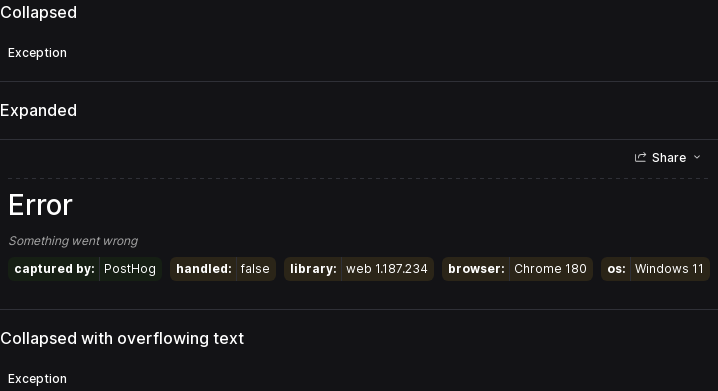 Collapsed
Exception
Expanded
Share
Error
Something went wrong
captured by: PostHog handled: false library: web 1.187.234 browser: Chrome 180 os: Windows 11
Collapsed with overflowing text
Exception